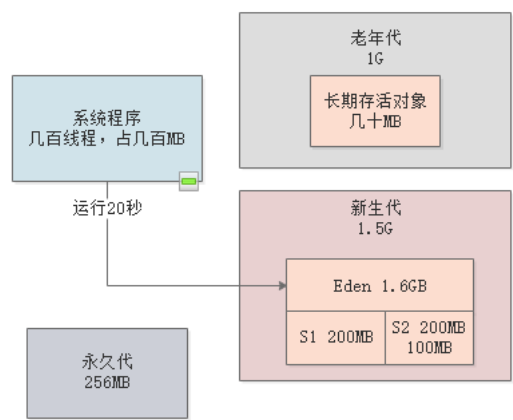 老年代
1G
长期存活对象
几十MB
系统程序
几百线程，占几百MB
运行20秒
新生代
1.5G
Eden 1.6GB
S1 200MB
S2 200MB
100MB
永久代
256MB